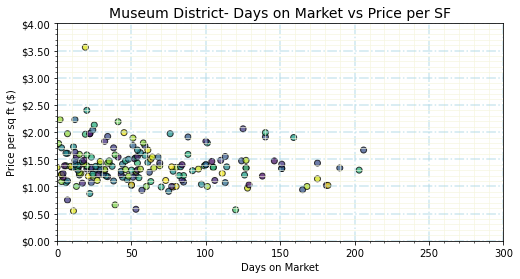 Museum District- Days on Market vs Price per SF
$4.00
$3.50
$3.00
$2.50
$2.00
$1.50
$1.00
$0.50
$0.00
Price per sq ft ($)
0 50 100 150 200 250 300
Days on Market